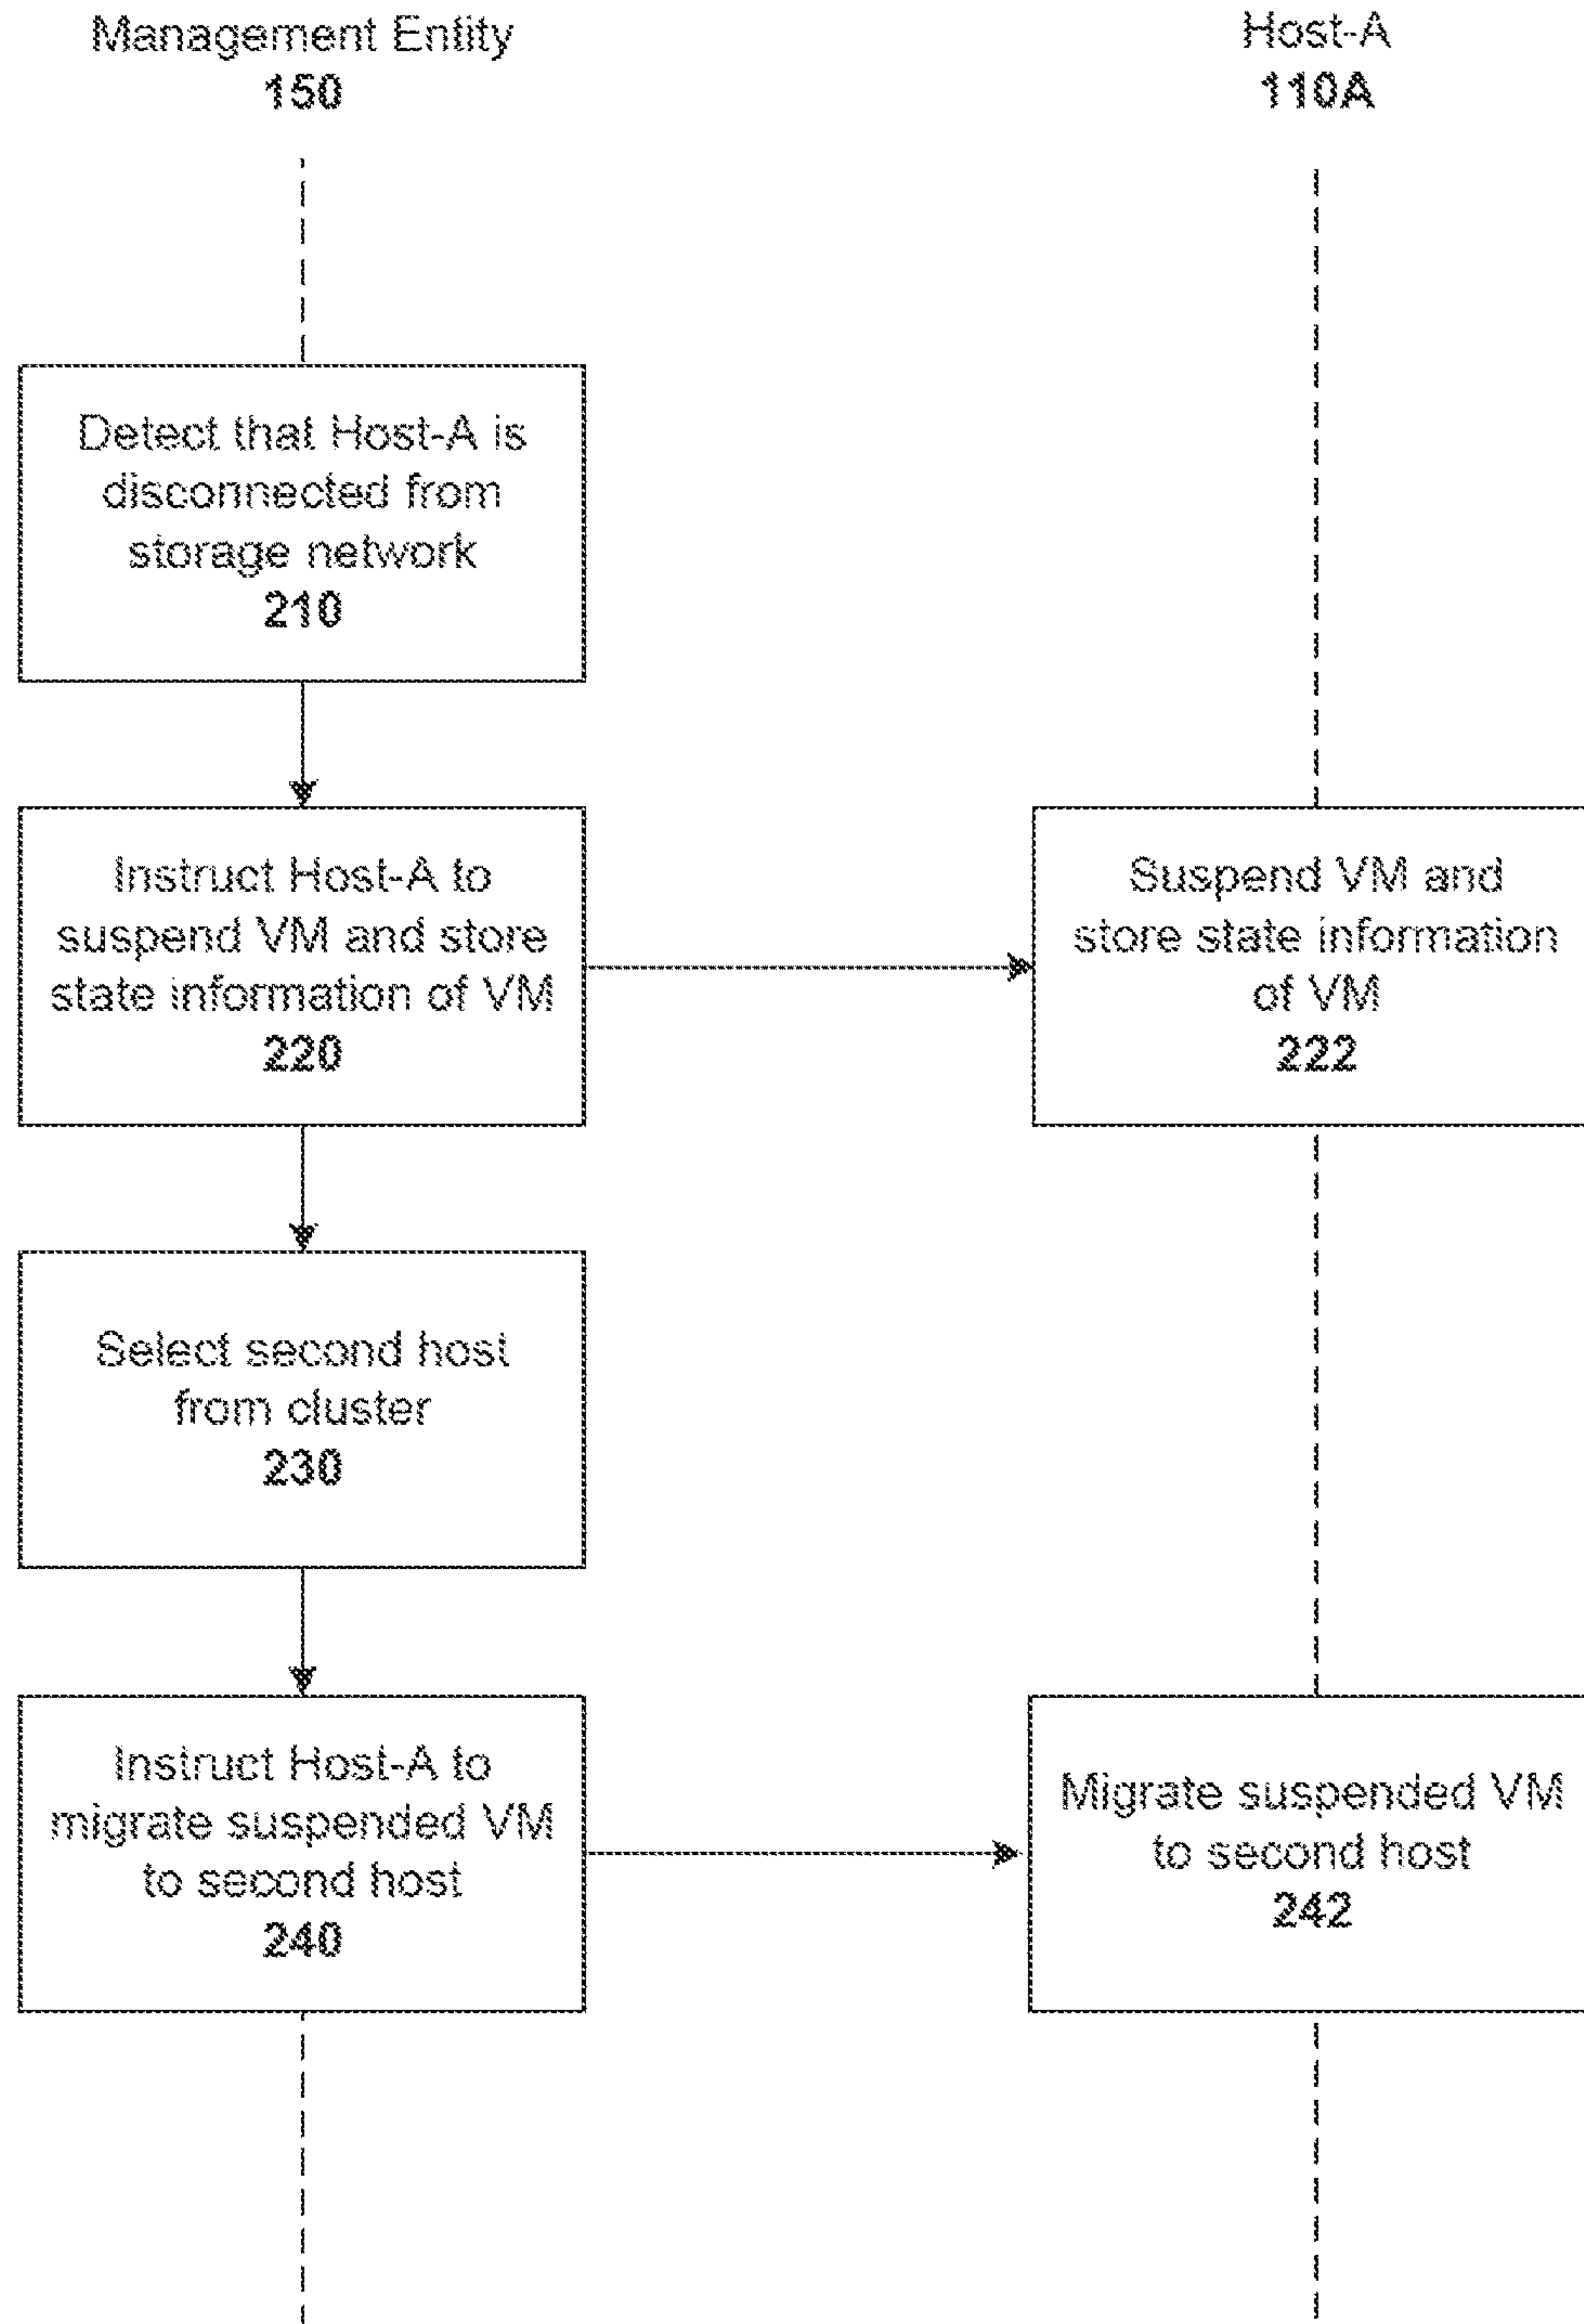 Management Entity
150
Host-A
110A
Detect that Host-A is
disconnected from
storage network
210
Instruct Host-A to
suspend VM and store
state information of VM
220
Suspend VM and
store state information
of VM
222
Select second host
from cluster
230
Instruct Host-A to
migrate suspended VM
to second host
240
Migrate suspended VM
to second host
242